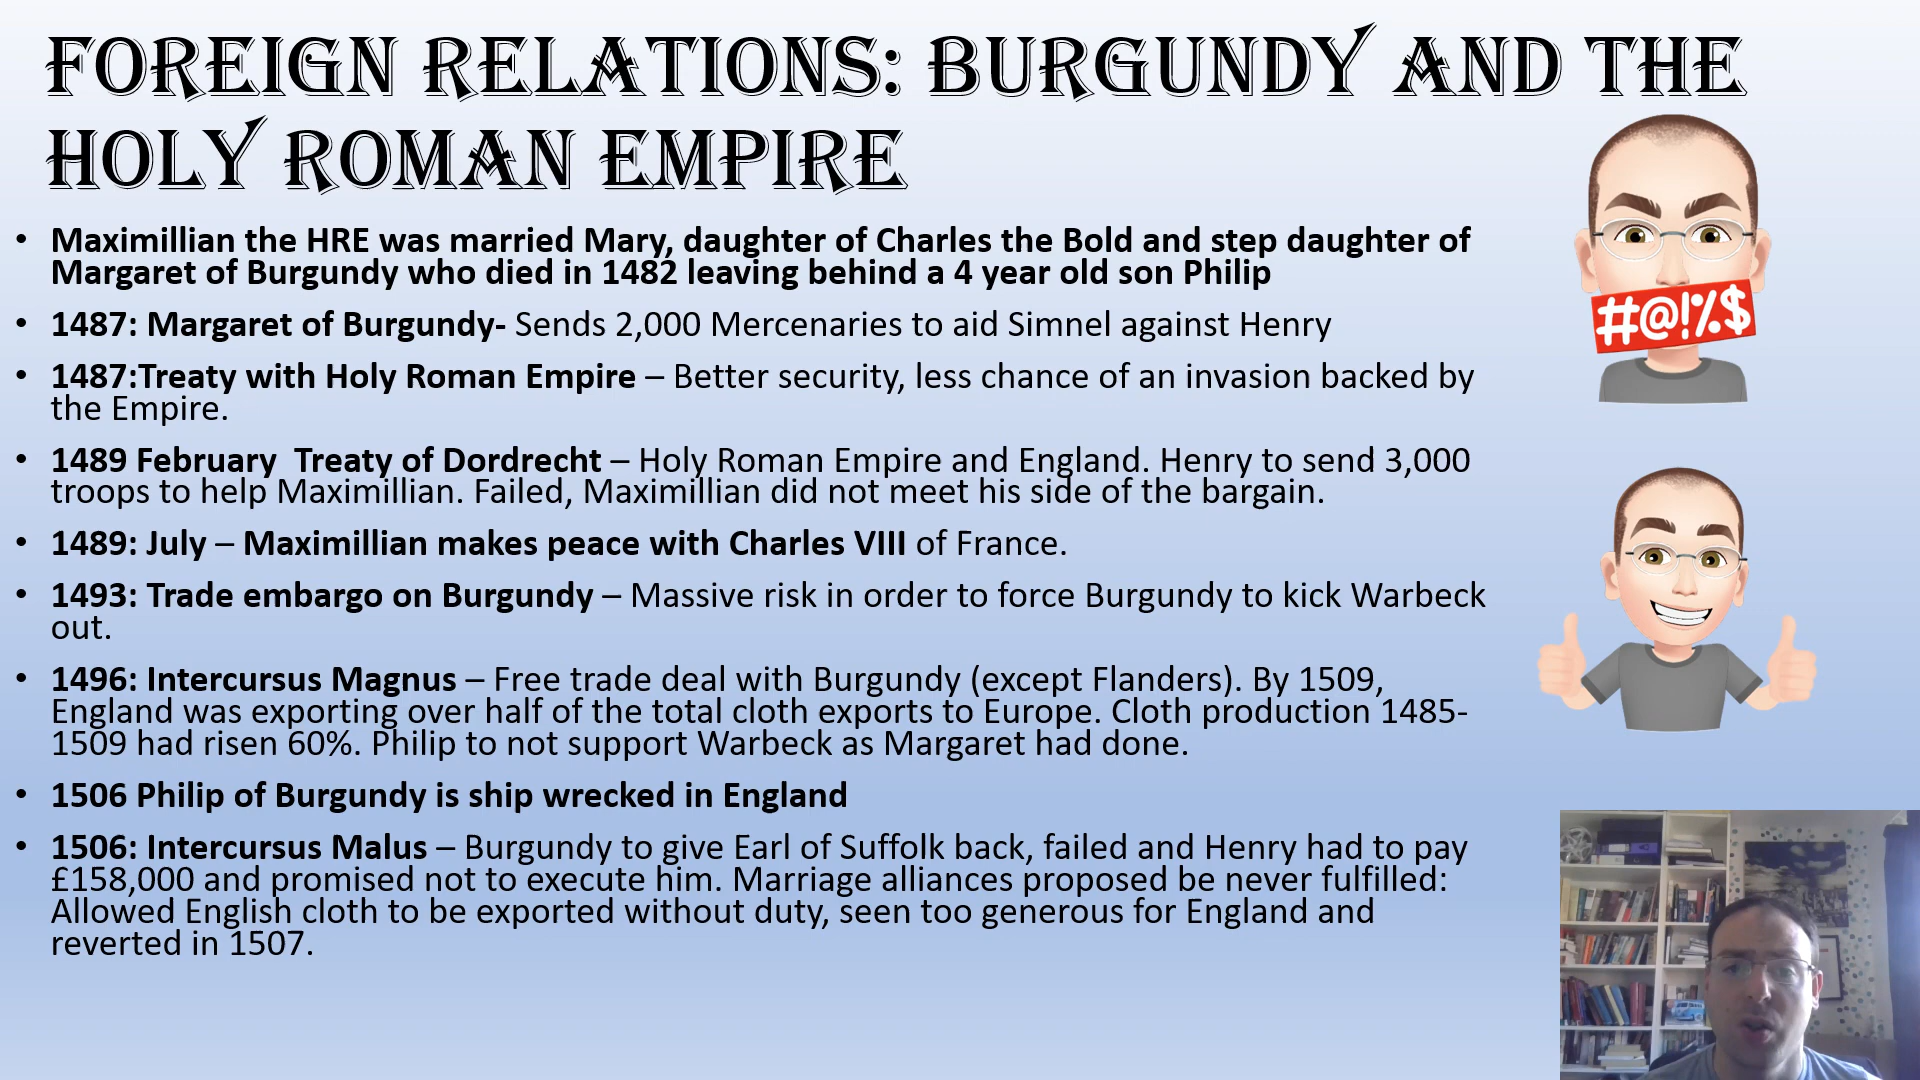 FOREIGN RELATIONS: BURGUNDY AND THE
HOLY ROMAN EMPIRE
• Maximillian the HRE was married Mary, daughter of Charles the Bold and step daughter of
Margaret of Burgundy who died in 1482 leaving behind a 4 year old son Philip
• 1487: Margaret of Burgundy- Sends 2,000 Mercenaries to aid Simnel against Henry
• 1487:Treaty with Holy Roman Empire – Better security, less chance of an invasion backed by
the Empire.
• 1489 February  Treaty of Dordrecht – Holy Roman Empire and England. Henry to send 3,000
troops to help Maximillian. Failed, Maximillian did not meet his side of the bargain.
• 1489: July – Maximillian makes peace with Charles VIII of France.
• 1493: Trade embargo on Burgundy – Massive risk in order to force Burgundy to kick Warbeck
out.
• 1496: Intercursus Magnus – Free trade deal with Burgundy (except Flanders). By 1509,
England was exporting over half of the total cloth exports to Europe. Cloth production 1485-
1509 had risen 60%. Philip to not support Warbeck as Margaret had done.
• 1506 Philip of Burgundy is ship wrecked in England
• 1506: Intercursus Malus – Burgundy to give Earl of Suffolk back, failed and Henry had to pay
£158,000 and promised not to execute him. Marriage alliances proposed be never fulfilled:
Allowed English cloth to be exported without duty, seen too generous for England and
reverted in 1507.
#@!%$